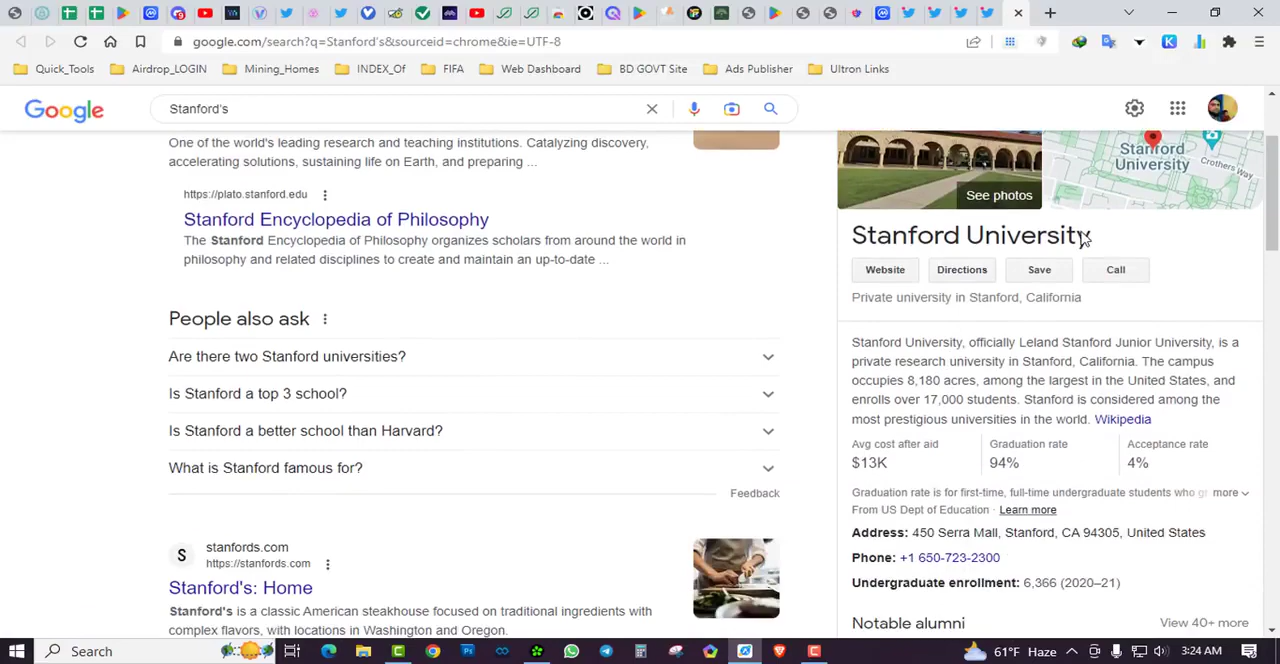 google.com/search?q=Stanford's&sourceid=chrome&ie=UTF-8
Quick_Tools
Airdrop_LOGIN
Mining_Homes
INDEX_Of
FIFA
Web Dashboard
BD GOVT Site
Ads Publisher
Ultron Links
Google
Stanford's
One of the world's leading research and teaching institutions. Catalyzing discovery,
accelerating solutions, sustaining life on Earth, and preparing ...
https://plato.stanford.edu
Stanford Encyclopedia of Philosophy
The Stanford Encyclopedia of Philosophy organizes scholars from around the world in
philosophy and related disciplines to create and maintain an up-to-date ...
People also ask
Are there two Stanford universities?
Is Stanford a top 3 school?
Is Stanford a better school than Harvard?
What is Stanford famous for?
Feedback
S
stanfords.com
https://stanfords.com
Stanford's: Home
Stanford's is a classic American steakhouse focused on traditional ingredients with
complex flavors, with locations in Washington and Oregon.
See photos
Stanford
University
Crothers Way
Stanford University
Website
Directions
Save
Call
Private university in Stanford, California
Stanford University, officially Leland Stanford Junior University, is a
private research university in Stanford, California. The campus
occupies 8,180 acres, among the largest in the United States, and
enrolls over 17,000 students. Stanford is considered among the
most prestigious universities in the world. Wikipedia
Avg cost after aid
$13K
Graduation rate
94%
Acceptance rate
4%
Graduation rate is for first-time, full-time undergraduate students who gr more
From US Dept of Education · Learn more
Address: 450 Serra Mall, Stanford, CA 94305, United States
Phone: +1 650-723-2300
Undergraduate enrollment: 6,366 (2020–21)
Notable alumni
View 40+ more
Search
61°F Haze
3:24 AM